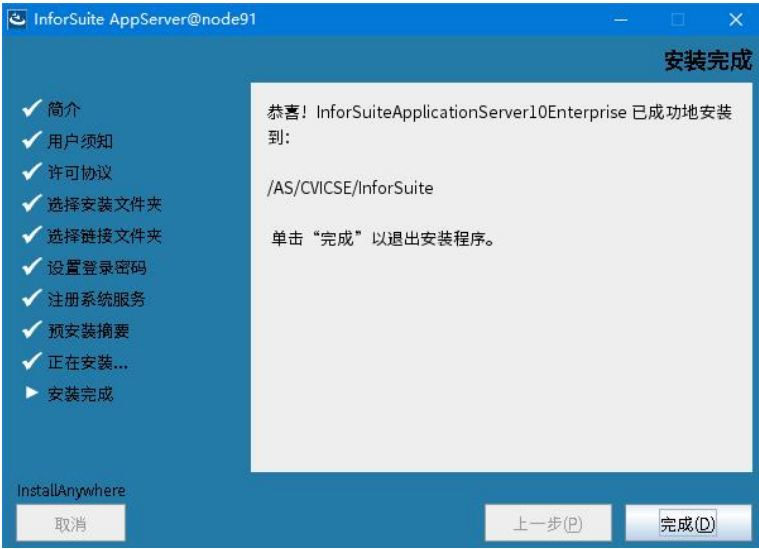 InforSuite AppServer@node91
安装完成
简介
用户须知
许可协议
选择安装文件夹
选择链接文件夹
设置登录密码
注册系统服务
预安装摘要
正在安装...
安装完成
恭喜！InforSuiteApplicationServer10Enterprise 已成功地安装
到：
/AS/CVICSE/InforSuite
单击“完成”以退出安装程序。
InstallAnywhere
取消
上一步(P)
完成(D)